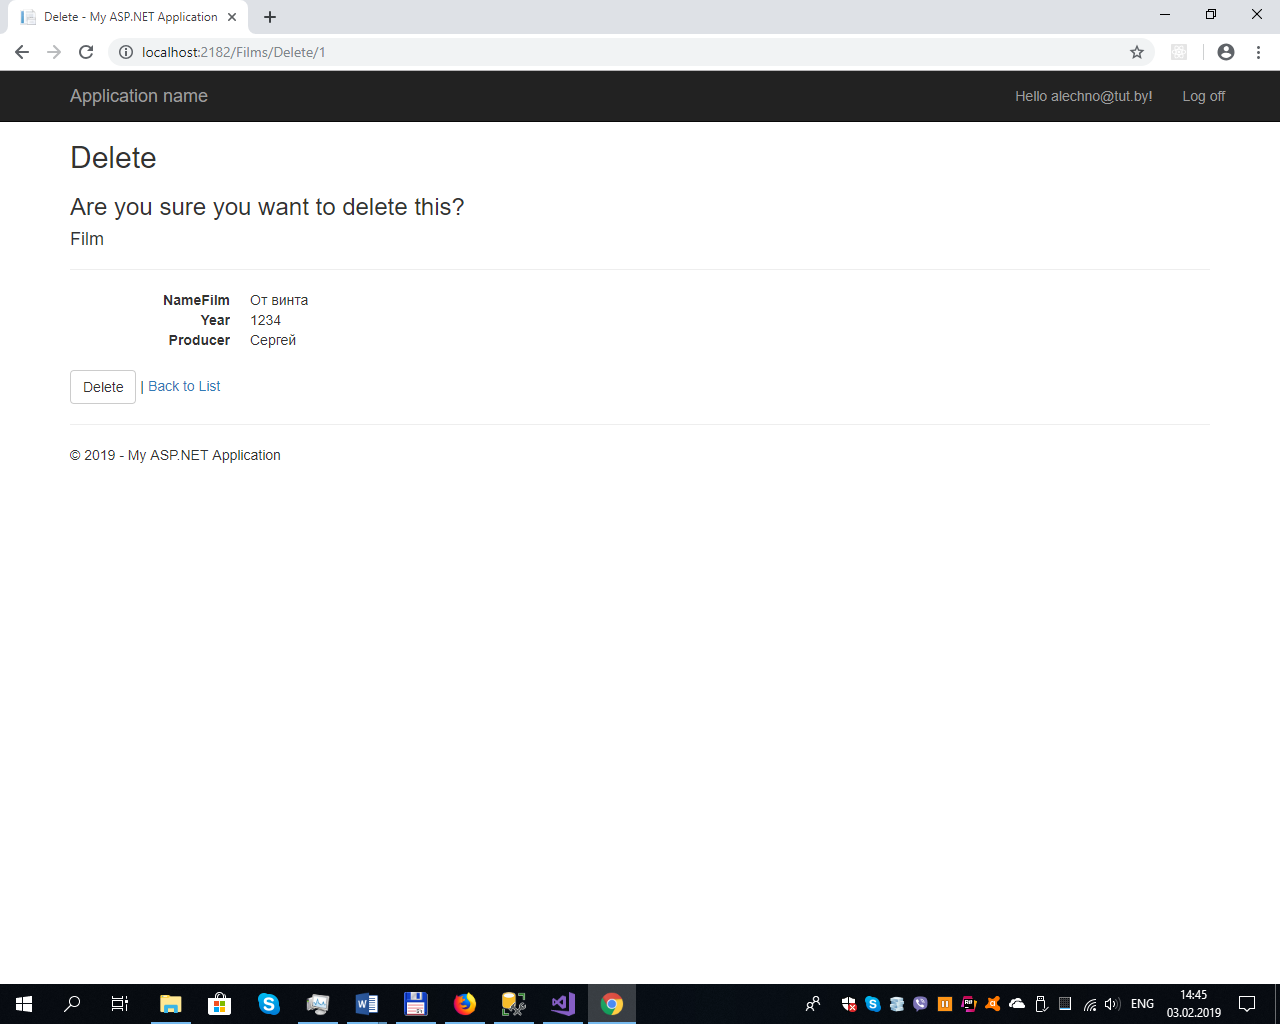 Delete - My ASP.NET Application
localhost:2182/Films/Delete/1
Application name
Hello alechno@tut.by!
Log off
Delete
Are you sure you want to delete this?
Film
NameFilm От винта
Year 1234
Producer Сергей
Delete | Back to List
© 2019 - My ASP.NET Application
ENG
14:45
03.02.2019